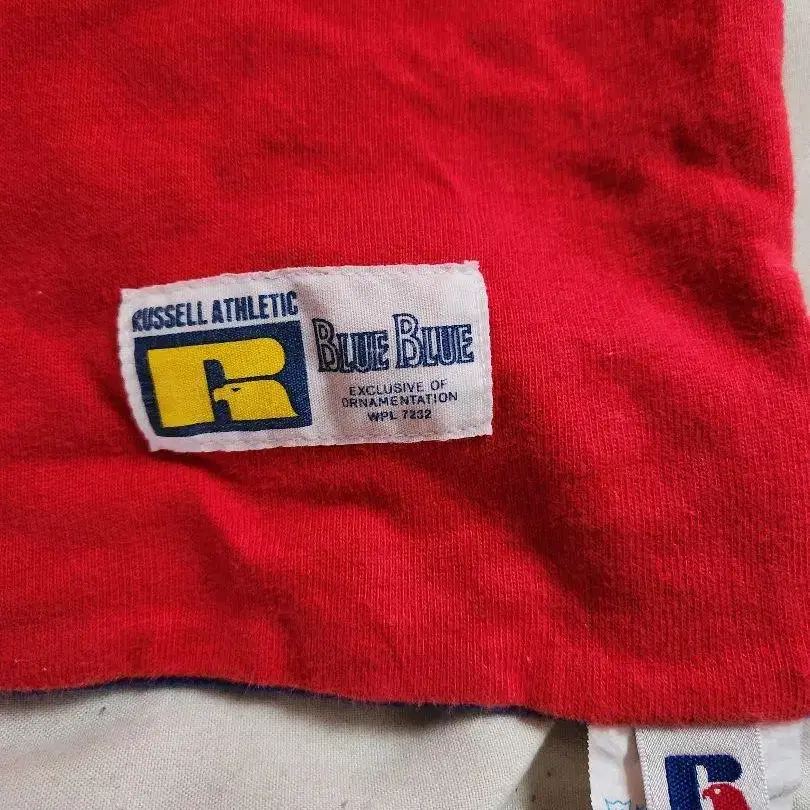 RUSSELL ATHLETIC
R
BLUE BLUE
EXCLUSIVE OF
ORNAMENTATION
WPL 7232
R